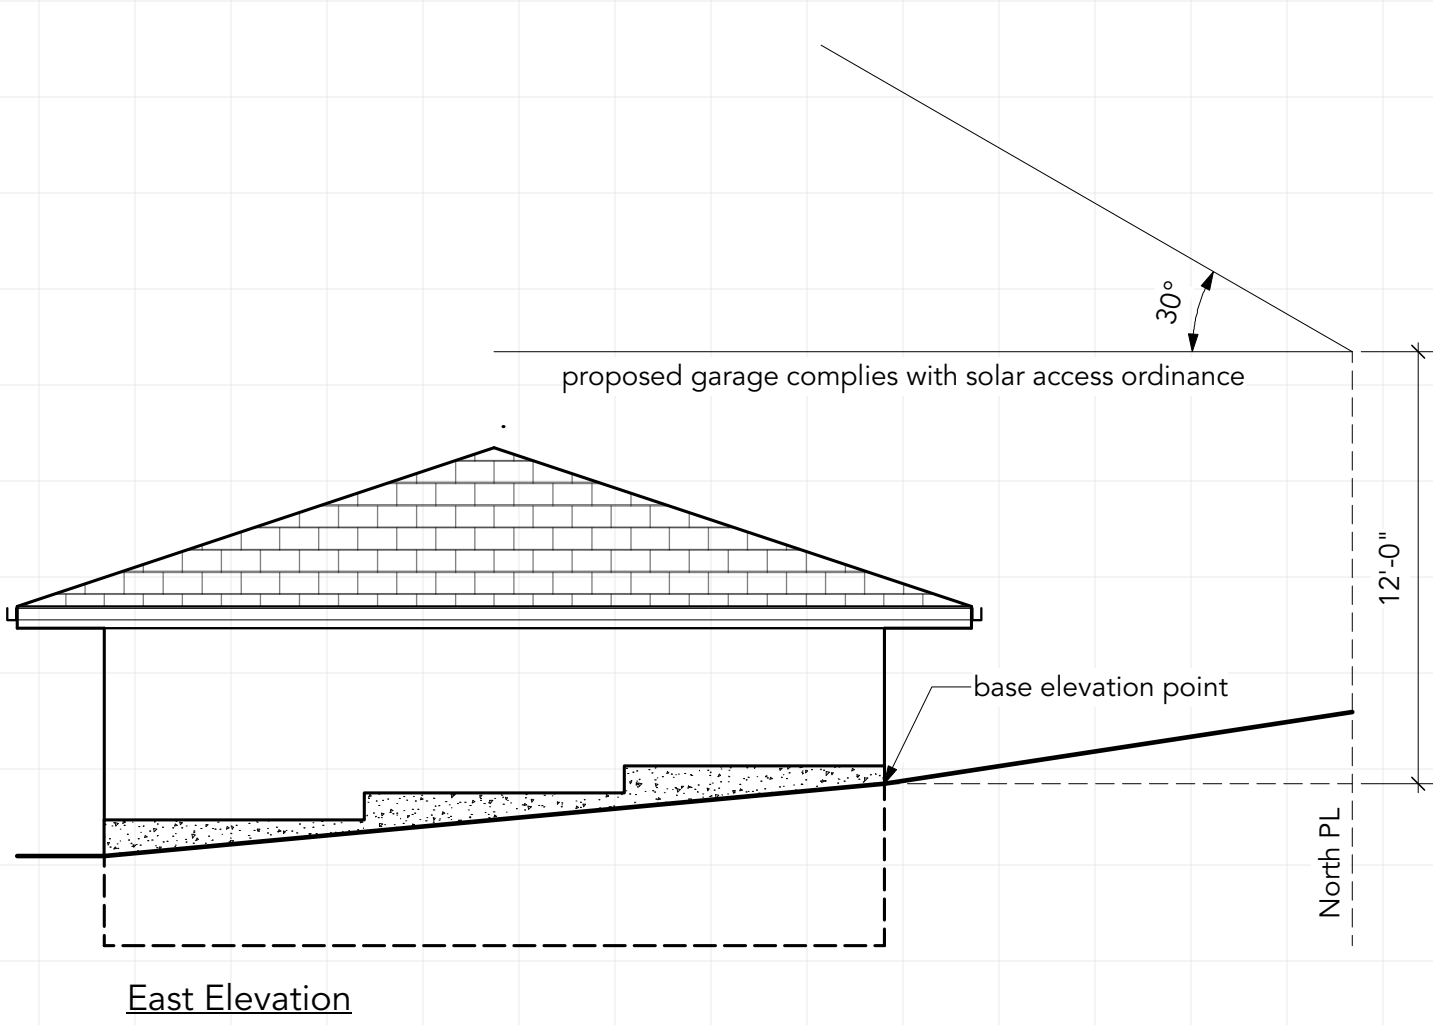 30°
proposed garage complies with solar access ordinance
12'-0"
base elevation point
North PL
East Elevation